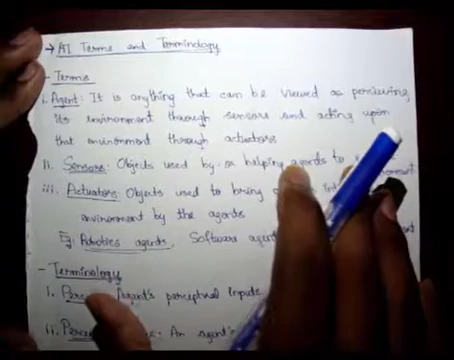 → AI Terms and Terminology
- Terms
i. Agent: It is anything that can be viewed as perceiving
its environment through sensors and acting upon
that environment through actuators
ii. Sensors: Objects used by or helping agents to
iii. Actuators: Objects used to bring
environment by the agents
Eg: Robotics agents, Software
- Terminology
i. Agent's perceptual inputs
ii. An agent's